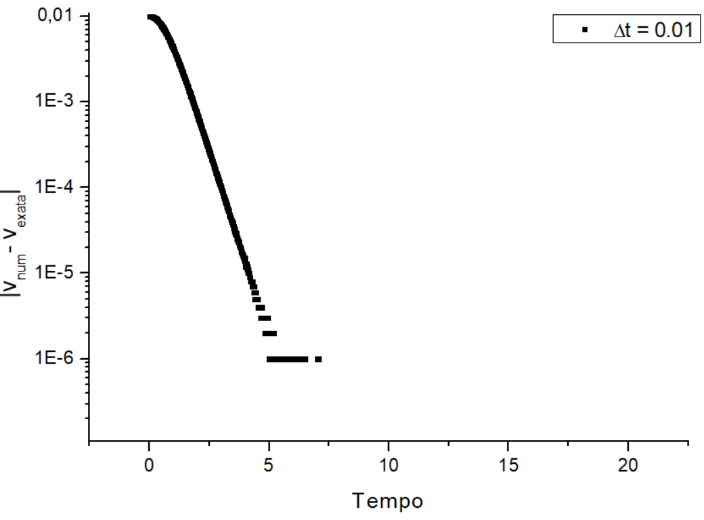 Δt = 0.01
0,01
1E-3
1E-4
1E-5
1E-6
|v_num - v_exata|
0
5
10
15
20
Tempo